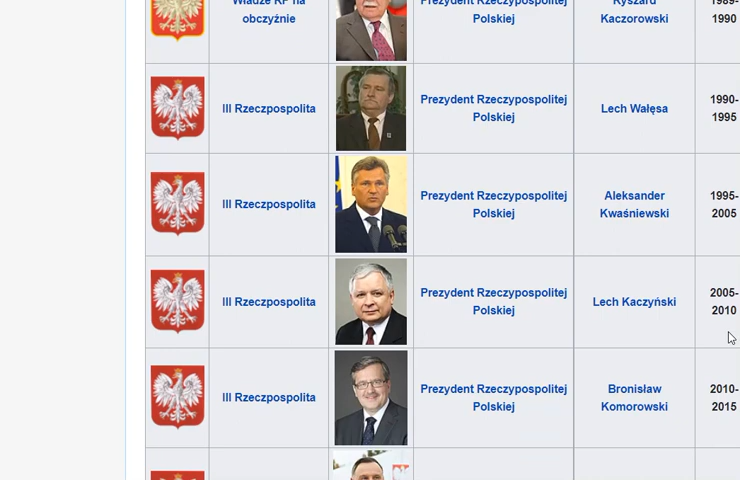 Władze RP na
obczyźnie
Prezydent Rzeczypospolitej
Polskiej
Ryszard
Kaczorowski
1989-
1990
III Rzeczpospolita
Prezydent Rzeczypospolitej
Polskiej
Lech Wałęsa
1990-
1995
III Rzeczpospolita
Prezydent Rzeczypospolitej
Polskiej
Aleksander
Kwaśniewski
1995-
2005
III Rzeczpospolita
Prezydent Rzeczypospolitej
Polskiej
Lech Kaczyński
2005-
2010
III Rzeczpospolita
Prezydent Rzeczypospolitej
Polskiej
Bronisław
Komorowski
2010-
2015